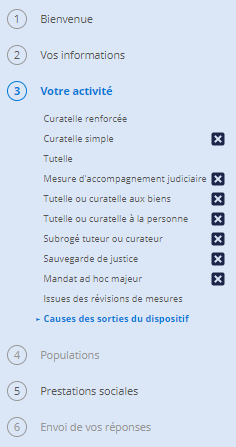 1 Bienvenue
2 Vos informations
3 Votre activité
Curatelle renforcée
Curatelle simple
Tutelle
Mesure d'accompagnement judiciaire
Tutelle ou curatelle aux biens
Tutelle ou curatelle à la personne
Subrogé tuteur ou curateur
Sauvegarde de justice
Mandat ad hoc majeur
Issues des révisions de mesures
Causes des sorties du dispositif
4 Populations
5 Prestations sociales
6 Envoi de vos réponses